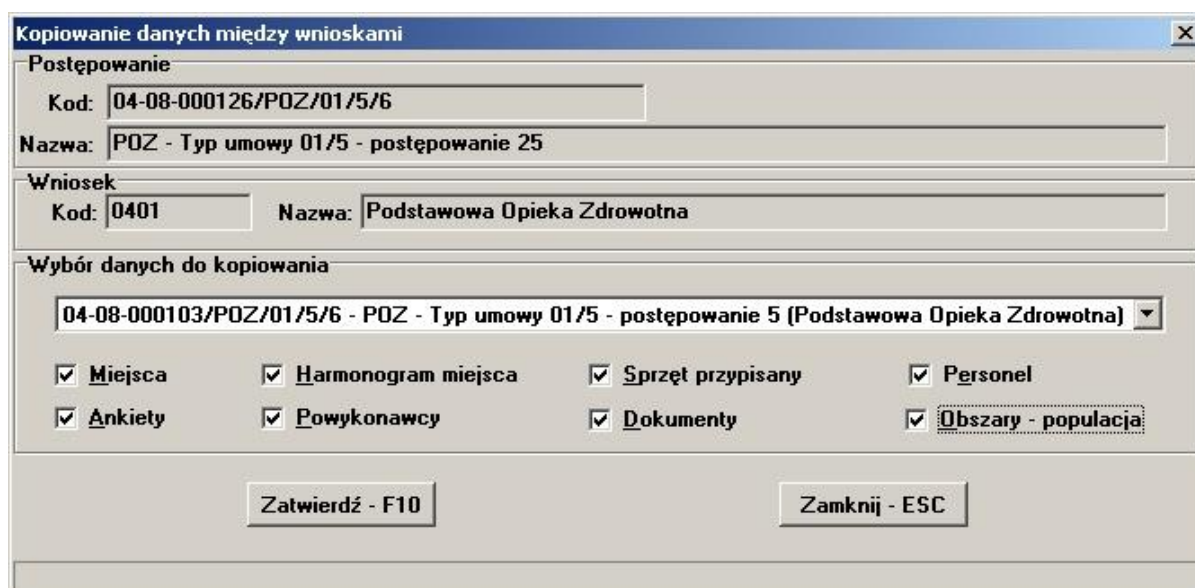 Kopiowanie danych między wnioskami
Postępowanie
Kod: 04-08-000126/POZ/01/5/6
Nazwa: POZ - Typ umowy 01/5 - postępowanie 25
Wniosek
Kod: 0401 Nazwa: Podstawowa Opieka Zdrowotna
Wybór danych do kopiowania
04-08-000103/POZ/01/5/6 - POZ - Typ umowy 01/5 - postępowanie 5 (Podstawowa Opieka Zdrowotna)
Miejsca Harmonogram miejsca Sprzęt przypisany Personel
Ankiety Powykonawcy Dokumenty Obszary - populacja
Zatwierdź - F10 Zamknij - ESC